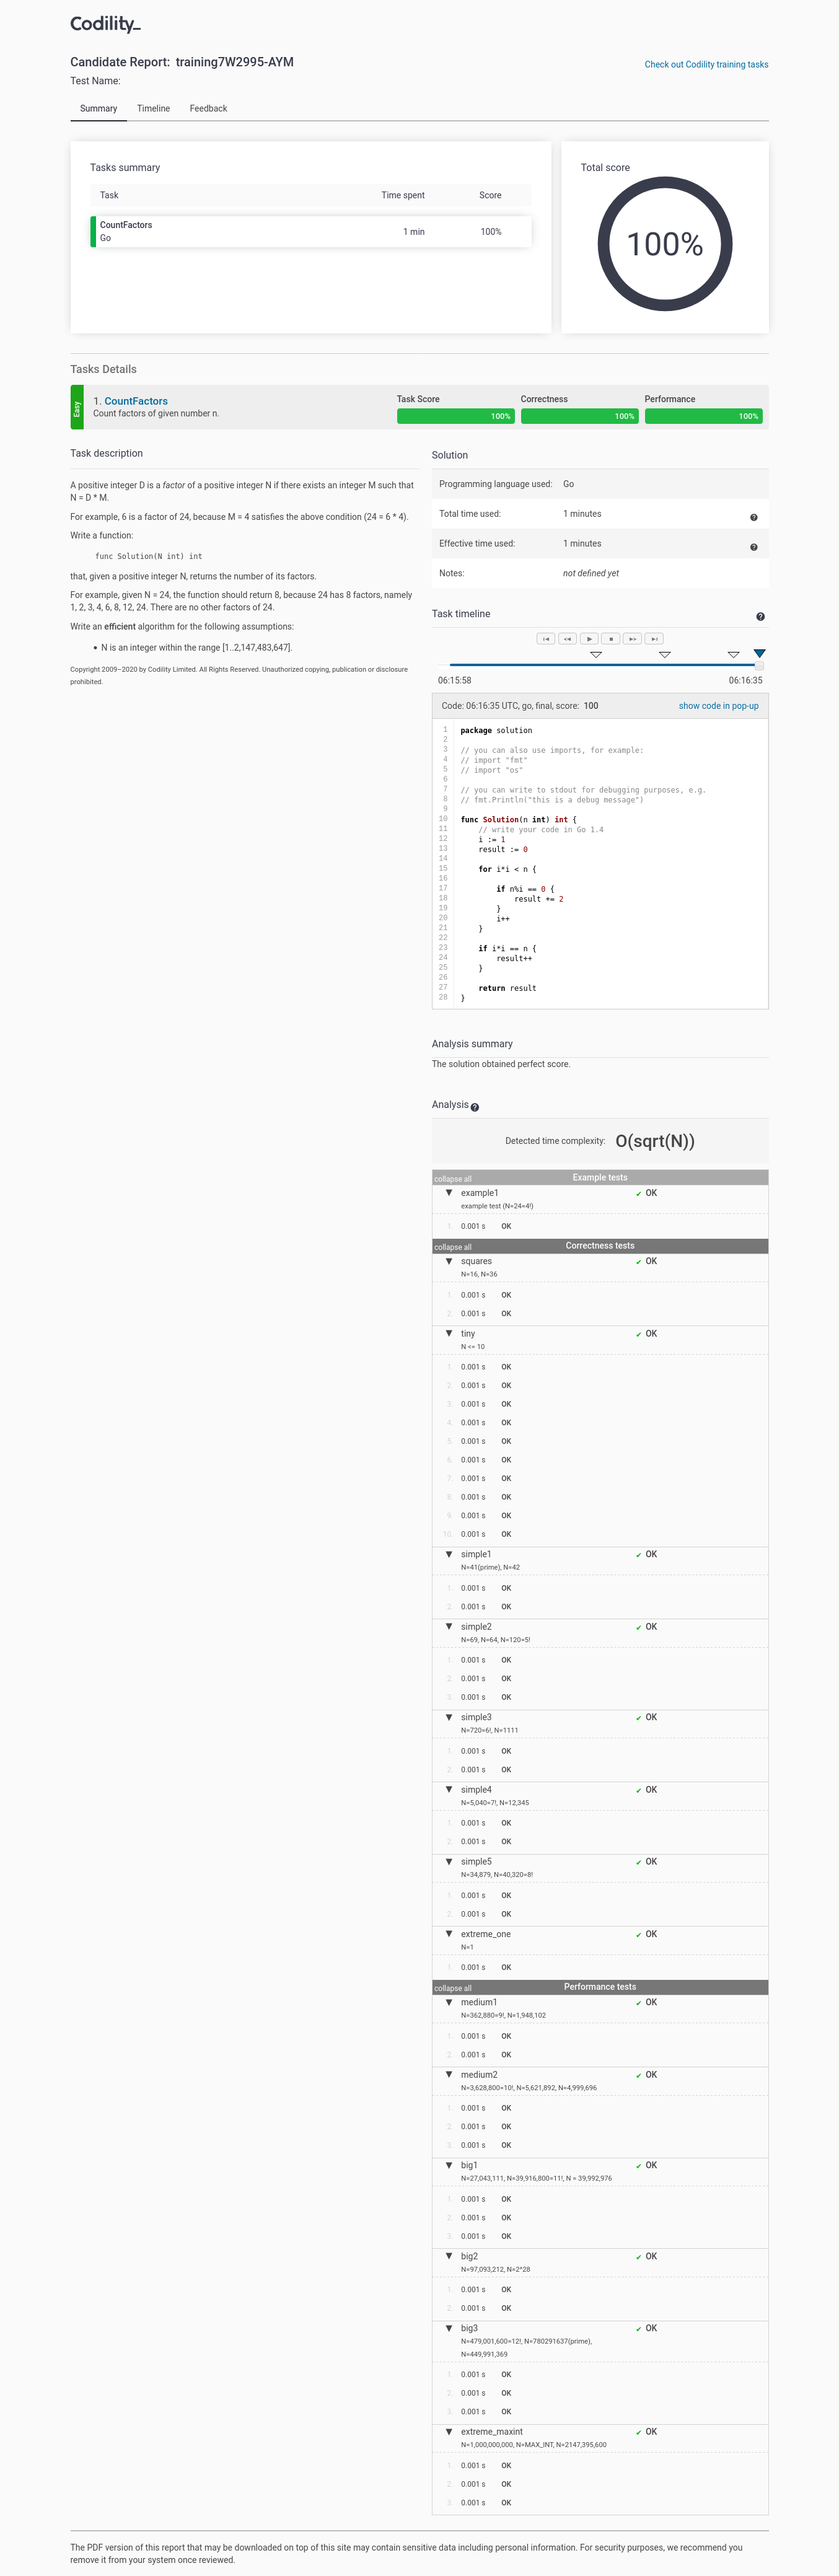 Codility_
Candidate Report: training7W2995-AYM
Check out Codility training tasks
Test Name:
Summary Timeline Feedback
Tasks summary
Task Time spent Score
CountFactors
Go
1 min 100%
Total score
100%
Tasks Details
Easy
1. CountFactors
Count factors of given number n.
Task Score Correctness Performance
100% 100% 100%
Task description
A positive integer D is a factor of a positive integer N if there exists an integer M such that
N = D * M.
For example, 6 is a factor of 24, because M = 4 satisfies the above condition (24 = 6 * 4).
Write a function:
func Solution(N int) int
that, given a positive integer N, returns the number of its factors.
For example, given N = 24, the function should return 8, because 24 has 8 factors, namely
1, 2, 3, 4, 6, 8, 12, 24. There are no other factors of 24.
Write an efficient algorithm for the following assumptions:
• N is an integer within the range [1..2,147,483,647].
Copyright 2009–2020 by Codility Limited. All Rights Reserved. Unauthorized copying, publication or disclosure
prohibited.
Solution
Programming language used: Go
Total time used: 1 minutes
Effective time used: 1 minutes
Notes: not defined yet
Task timeline
06:15:58 06:16:35
Code: 06:16:35 UTC, go, final, score: 100
show code in pop-up
1 package solution
2
3 // you can also use imports, for example:
4 // import "fmt"
5 // import "os"
6
7 // you can write to stdout for debugging purposes, e.g.
8 // fmt.Println("this is a debug message")
9
10 func Solution(n int) int {
11 // write your code in Go 1.4
12 i := 1
13 result := 0
14
15 for i*i < n {
16
17 if n%i == 0 {
18 result += 2
19 }
20 i++
21 }
22
23 if i*i == n {
24 result++
25 }
26
27 return result
28 }
Analysis summary
The solution obtained perfect score.
Analysis
Detected time complexity: O(sqrt(N))
collapse all Example tests
▼ example1 ✔ OK
example test (N=24=4!)
1. 0.001 s OK
collapse all Correctness tests
▼ squares ✔ OK
N=16, N=36
1. 0.001 s OK
2. 0.001 s OK
▼ tiny ✔ OK
N <= 10
1. 0.001 s OK
2. 0.001 s OK
3. 0.001 s OK
4. 0.001 s OK
5. 0.001 s OK
6. 0.001 s OK
7. 0.001 s OK
8. 0.001 s OK
9. 0.001 s OK
10. 0.001 s OK
▼ simple1 ✔ OK
N=41(prime), N=42
1. 0.001 s OK
2. 0.001 s OK
▼ simple2 ✔ OK
N=69, N=64, N=120=5!
1. 0.001 s OK
2. 0.001 s OK
3. 0.001 s OK
▼ simple3 ✔ OK
N=720=6!, N=1111
1. 0.001 s OK
2. 0.001 s OK
▼ simple4 ✔ OK
N=5,040=7!, N=12,345
1. 0.001 s OK
2. 0.001 s OK
▼ simple5 ✔ OK
N=34,879, N=40,320=8!
1. 0.001 s OK
2. 0.001 s OK
▼ extreme_one ✔ OK
N=1
1. 0.001 s OK
collapse all Performance tests
▼ medium1 ✔ OK
N=362,880=9!, N=1,948,102
1. 0.001 s OK
2. 0.001 s OK
▼ medium2 ✔ OK
N=3,628,800=10!, N=5,621,892, N=4,999,696
1. 0.001 s OK
2. 0.001 s OK
3. 0.001 s OK
▼ big1 ✔ OK
N=27,043,111, N=39,916,800=11!, N = 39,992,976
1. 0.001 s OK
2. 0.001 s OK
3. 0.001 s OK
▼ big2 ✔ OK
N=97,093,212, N=2^28
1. 0.001 s OK
2. 0.001 s OK
▼ big3 ✔ OK
N=479,001,600=12!, N=780291637(prime),
N=449,991,369
1. 0.001 s OK
2. 0.001 s OK
3. 0.001 s OK
▼ extreme_maxint ✔ OK
N=1,000,000,000, N=MAX_INT, N=2147,395,600
1. 0.001 s OK
2. 0.001 s OK
3. 0.001 s OK
The PDF version of this report that may be downloaded on top of this site may contain sensitive data including personal information. For security purposes, we recommend you
remove it from your system once reviewed.